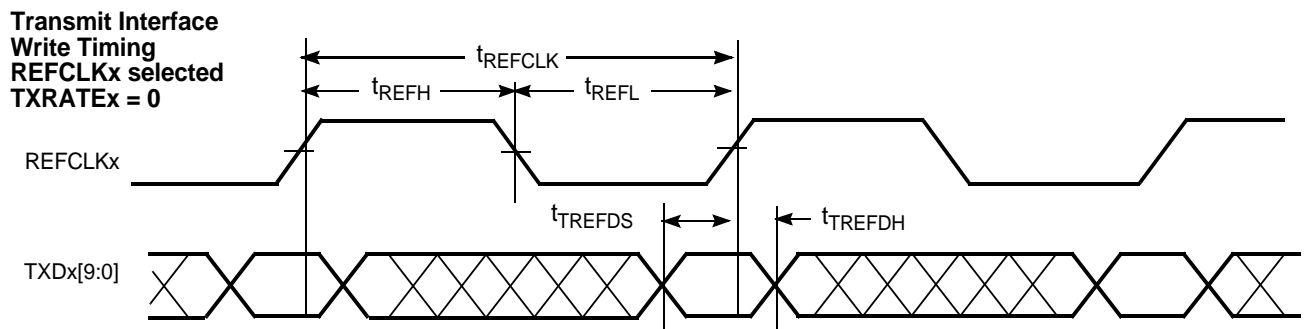 Transmit Interface
Write Timing
REFCLKx selected
TXRATEx = 0
tREFCLK
tREFH
tREFL
REFCLKx
tTREFDS
tTREFDH
TXDx[9:0]